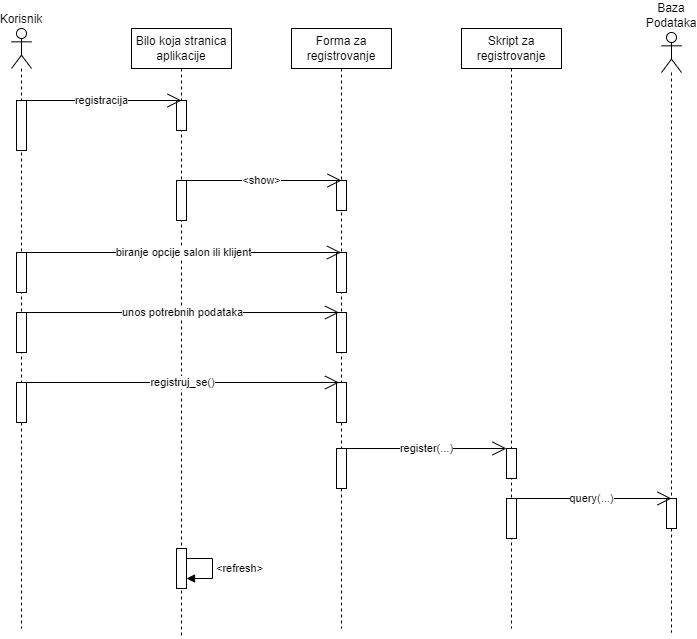 Korisnik
Bilo koja stranica
aplikacije
Forma za
registrovanje
Skript za
registrovanje
Baza
Podataka
registracija
<show>
biranje opcije salon ili klijent
unos potrebnih podataka
registruj_se()
register(...)
query(...)
<refresh>